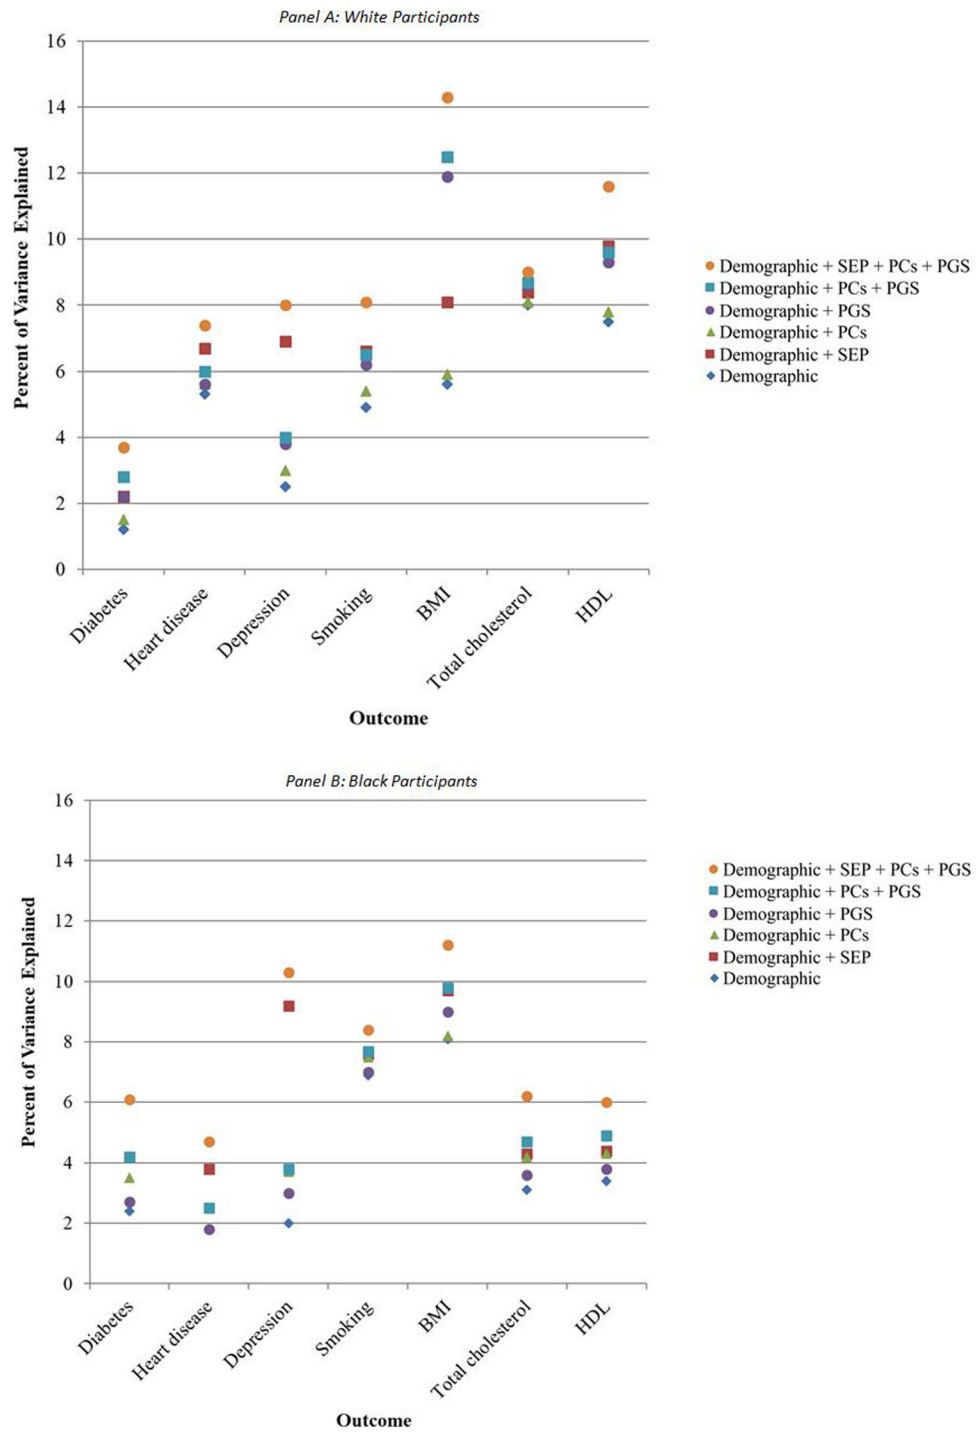 Panel A: White Participants
16
14
12
10
8
6
4
2
0
Percent of Variance Explained
Diabetes
Heart disease
Depression
Smoking
BMI
Total cholesterol
HDL
Outcome
Demographic + SEP + PCs + PGS
Demographic + PCs + PGS
Demographic + PGS
Demographic + PCs
Demographic + SEP
Demographic
Panel B: Black Participants
16
14
12
10
8
6
4
2
0
Percent of Variance Explained
Diabetes
Heart disease
Depression
Smoking
BMI
Total cholesterol
HDL
Outcome
Demographic + SEP + PCs + PGS
Demographic + PCs + PGS
Demographic + PGS
Demographic + PCs
Demographic + SEP
Demographic